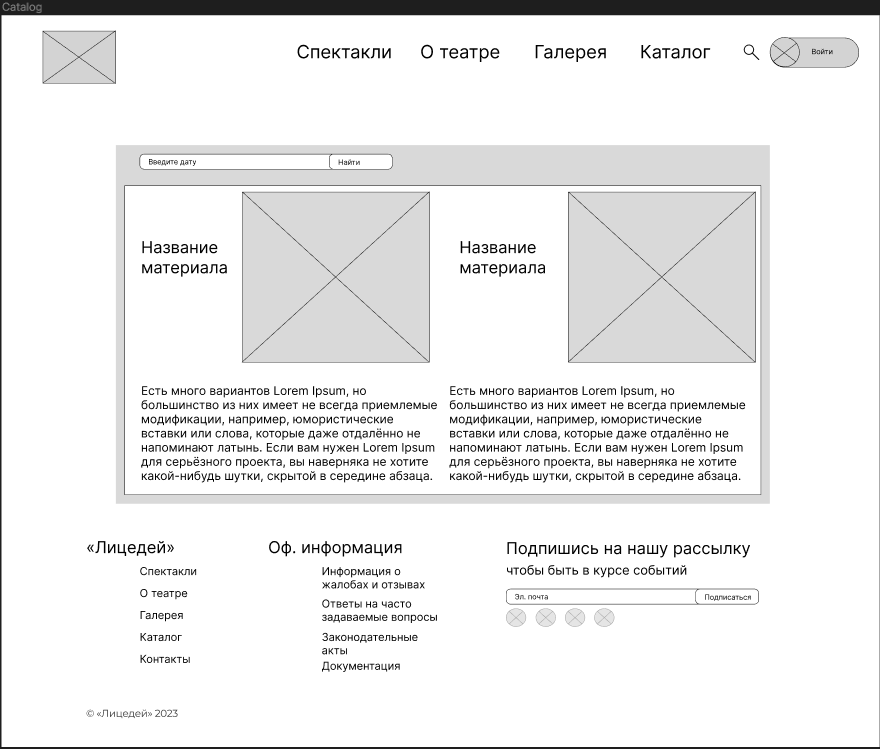 Catalog
Спектакли О театре Галерея Каталог Войти
Введите дату Найти
Название
материала
Название
материала
Есть много вариантов Lorem Ipsum, но
большинство из них имеет не всегда приемлемые
модификации, например, юмористические
вставки или слова, которые даже отдалённо не
напоминают латынь. Если вам нужен Lorem Ipsum
для серьёзного проекта, вы наверняка не хотите
какой-нибудь шутки, скрытой в середине абзаца.
Есть много вариантов Lorem Ipsum, но
большинство из них имеет не всегда приемлемые
модификации, например, юмористические
вставки или слова, которые даже отдалённо не
напоминают латынь. Если вам нужен Lorem Ipsum
для серьёзного проекта, вы наверняка не хотите
какой-нибудь шутки, скрытой в середине абзаца.
«Лицедей»
Спектакли
О театре
Галерея
Каталог
Контакты
Оф. информация
Информация о
жалобах и отзывах
Ответы на часто
задаваемые вопросы
Законодательные
акты
Документация
Подпишись на нашу рассылку
чтобы быть в курсе событий
Эл. почта Подписаться
© «Лицедей» 2023